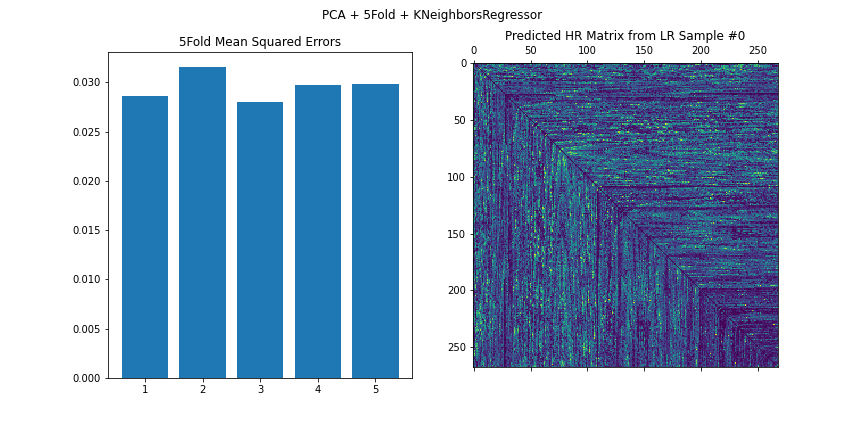 PCA + 5Fold + KNeighborsRegressor
5Fold Mean Squared Errors
0.030
0.025
0.020
0.015
0.010
0.005
0.000
1 2 3 4 5
Predicted HR Matrix from LR Sample #0
0 50 100 150 200 250
0
50
100
150
200
250